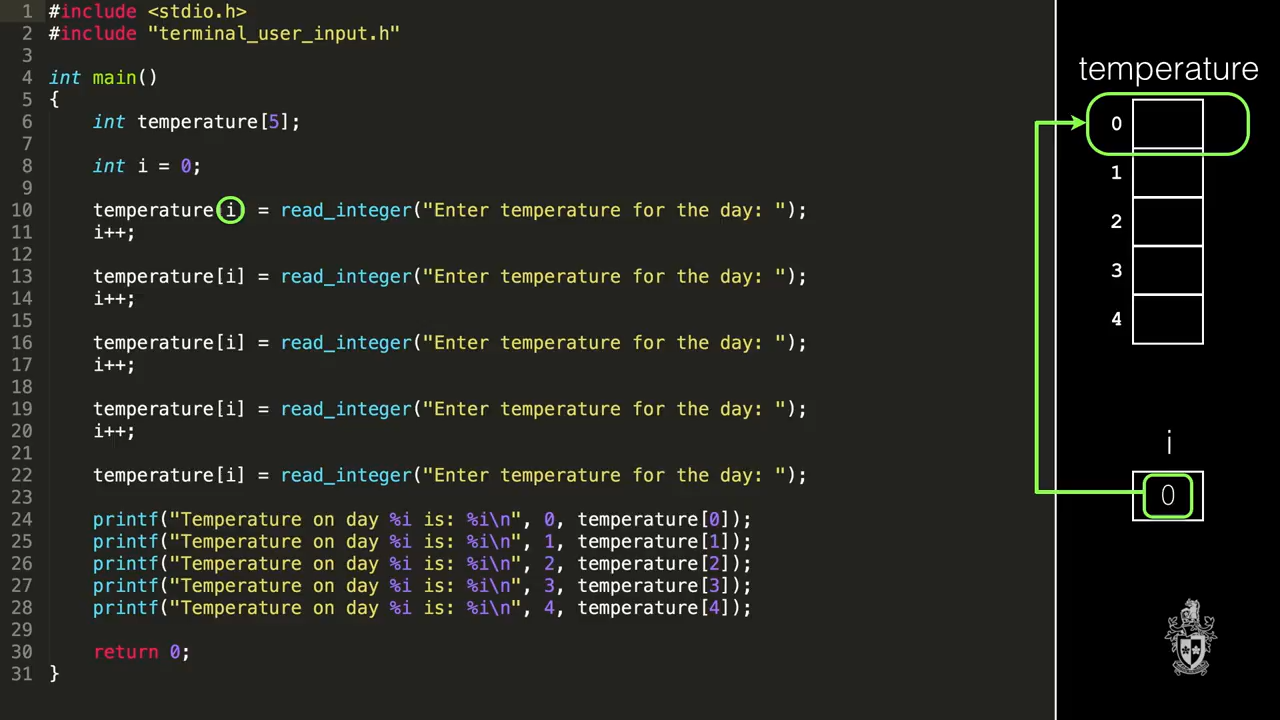 1 #include <stdio.h>
2 #include "terminal_user_input.h"
3
4 int main()
5 {
6 int temperature[5];
7
8 int i = 0;
9
10 temperature[i] = read_integer("Enter temperature for the day: ");
11 i++;
12
13 temperature[i] = read_integer("Enter temperature for the day: ");
14 i++;
15
16 temperature[i] = read_integer("Enter temperature for the day: ");
17 i++;
18
19 temperature[i] = read_integer("Enter temperature for the day: ");
20 i++;
21
22 temperature[i] = read_integer("Enter temperature for the day: ");
23
24 printf("Temperature on day %i is: %i\n", 0, temperature[0]);
25 printf("Temperature on day %i is: %i\n", 1, temperature[1]);
26 printf("Temperature on day %i is: %i\n", 2, temperature[2]);
27 printf("Temperature on day %i is: %i\n", 3, temperature[3]);
28 printf("Temperature on day %i is: %i\n", 4, temperature[4]);
29
30 return 0;
31 }
temperature
0
1
2
3
4
i
0